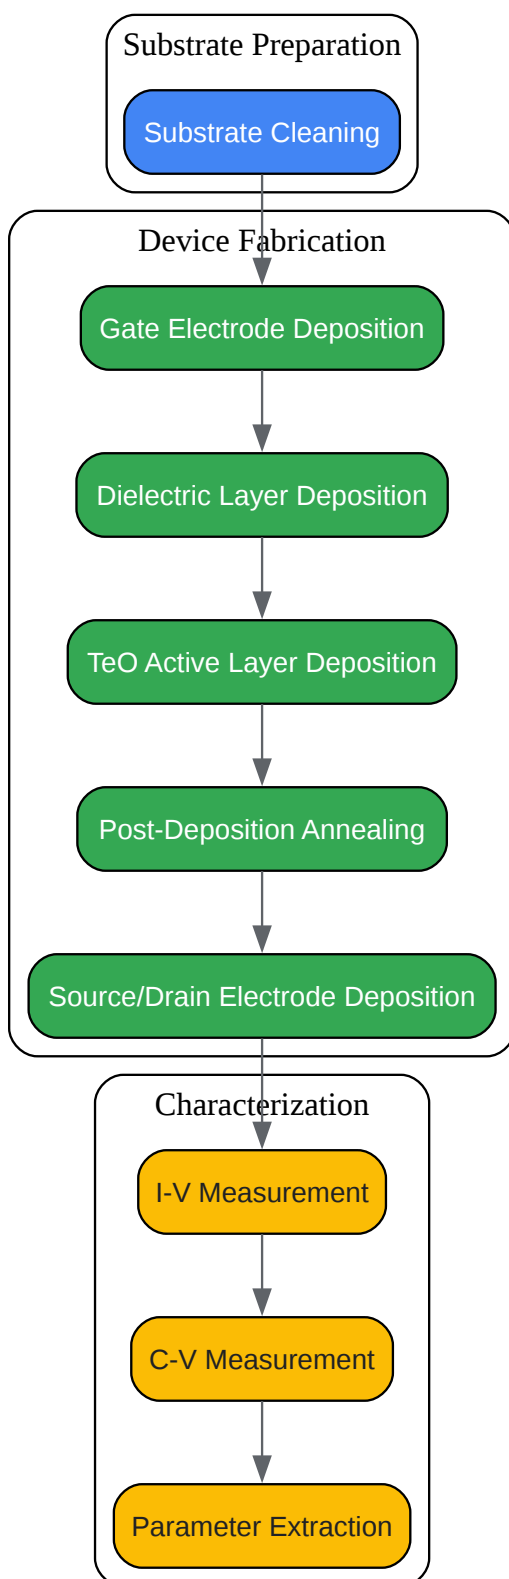 Substrate Preparation
Substrate Cleaning
Device Fabrication
Gate Electrode Deposition
Dielectric Layer Deposition
TeO Active Layer Deposition
Post-Deposition Annealing
Source/Drain Electrode Deposition
Characterization
I-V Measurement
C-V Measurement
Parameter Extraction